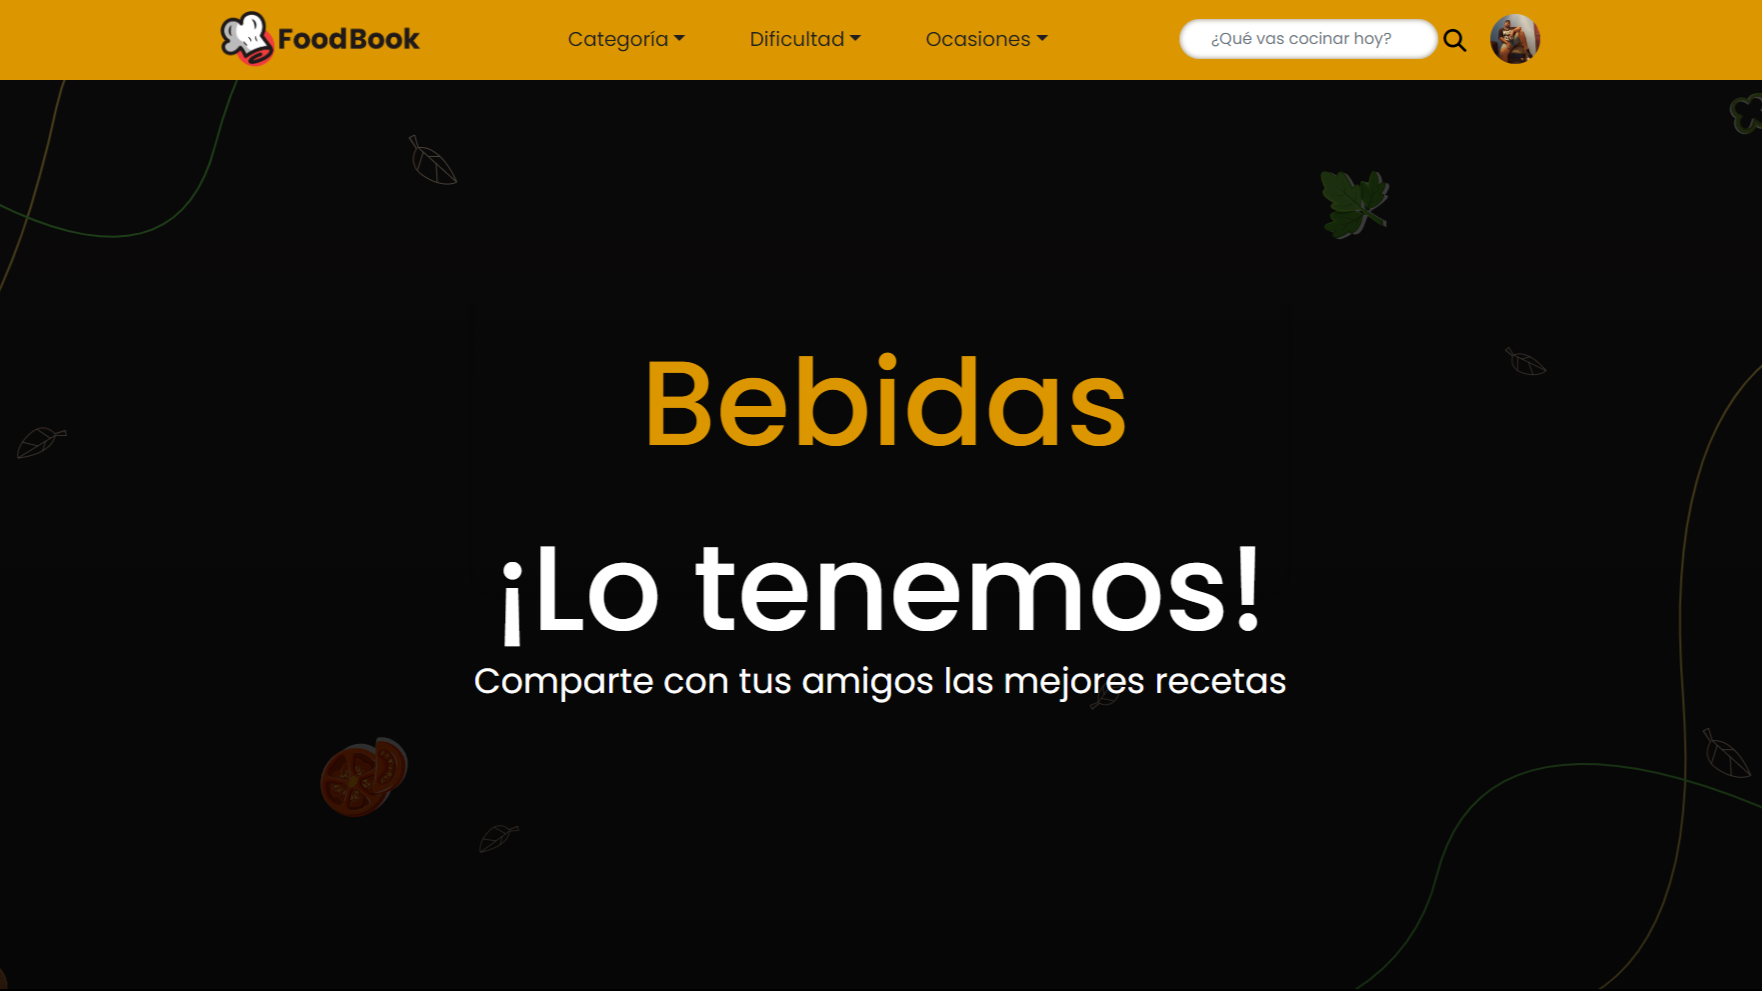 FoodBook
Categoría
Dificultad
Ocasiones
¿Qué vas cocinar hoy?
Bebidas
¡Lo tenemos!
Comparte con tus amigos las mejores recetas